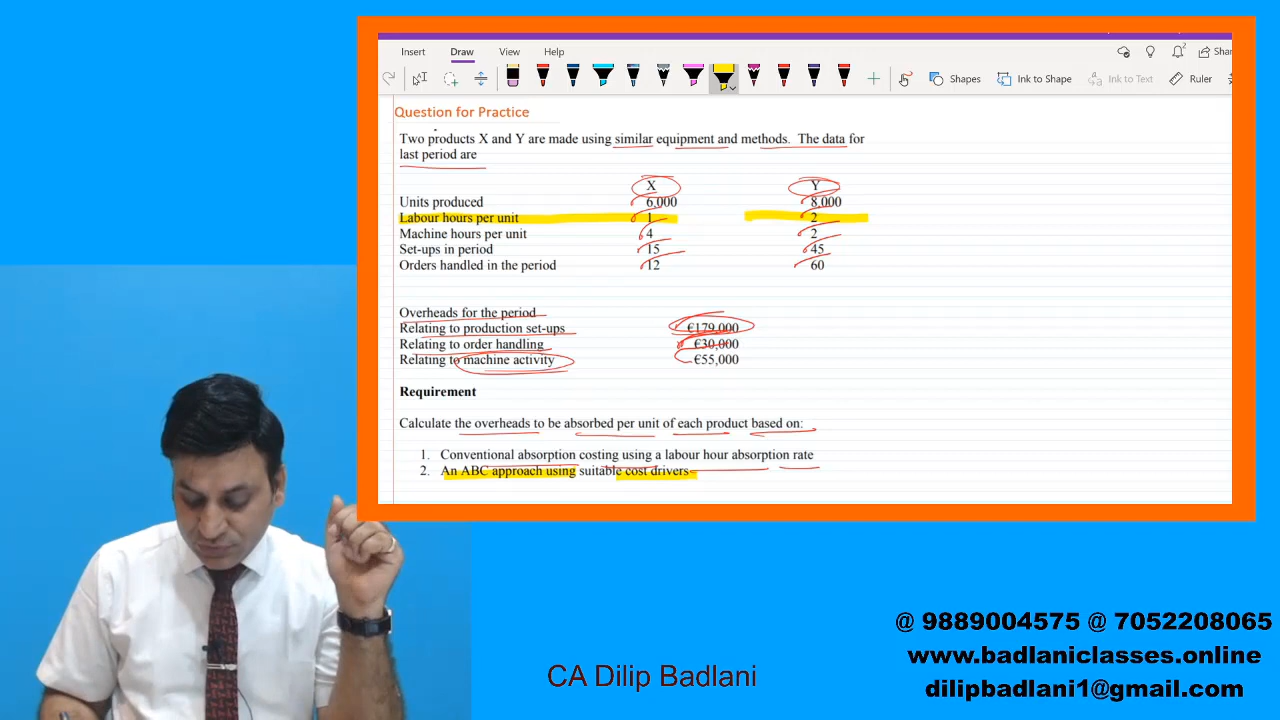 Insert Draw View Help Shar
Shapes Ink to Shape Ink to Text Ruler
Question for Practice
Two products X and Y are made using similar equipment and methods. The data for
last period are
X Y
Units produced 6,000 8,000
Labour hours per unit 1 2
Machine hours per unit 4 2
Set-ups in period 15 45
Orders handled in the period 12 60
Overheads for the period
Relating to production set-ups €179,000
Relating to order handling €30,000
Relating to machine activity €55,000
Requirement
Calculate the overheads to be absorbed per unit of each product based on:
1. Conventional absorption costing using a labour hour absorption rate
2. An ABC approach using suitable cost drivers
@ 9889004575 @ 7052208065
www.badlaniclasses.online
CA Dilip Badlani
dilipbadlani1@gmail.com